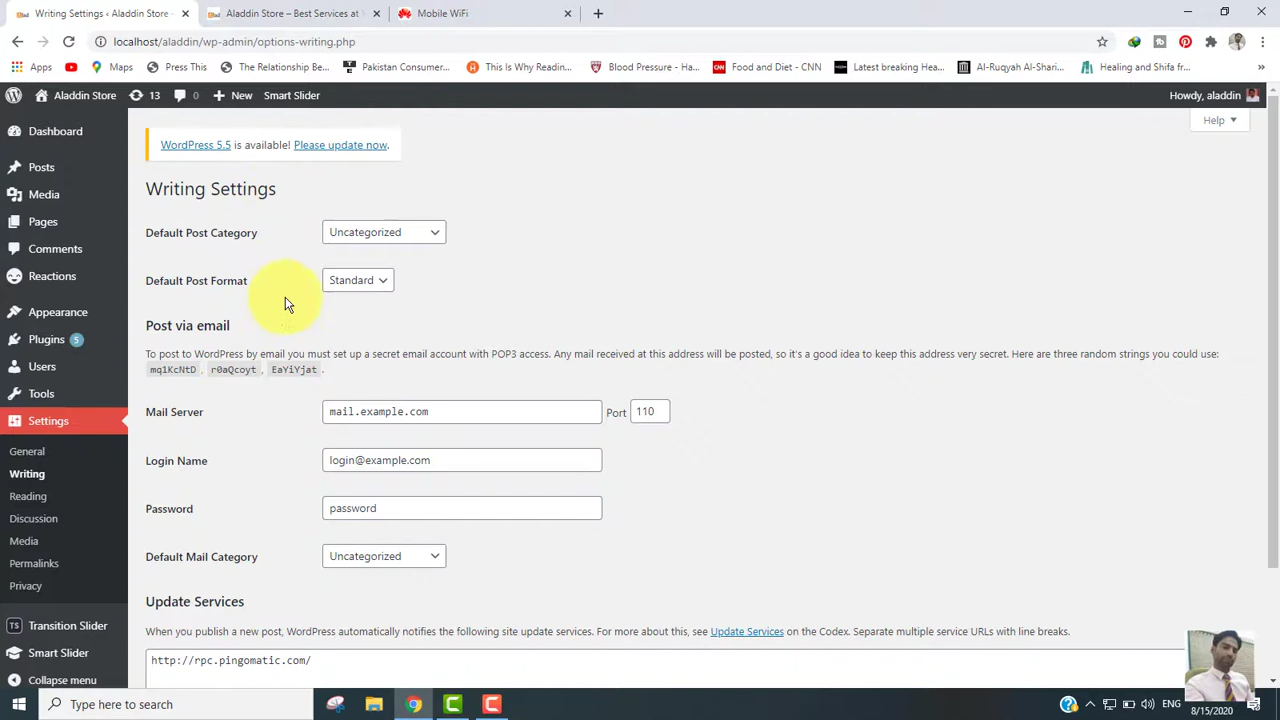 Writing Settings ‹ Aladdin Store –
Aladdin Store – Best Services at
Mobile WiFi
localhost/aladdin/wp-admin/options-writing.php
Apps
Maps
Press This
The Relationship Be...
Pakistan Consumer...
This Is Why Readin...
Blood Pressure - Ha...
CNN
Food and Diet - CNN
Latest breaking Hea...
Al-Ruqyah Al-Shari...
Healing and Shifa fr...
»
Aladdin Store
13
0
New
Smart Slider
Howdy, aladdin
Dashboard
Posts
Media
Pages
Comments
Reactions
Appearance
Plugins 5
Users
Tools
Settings
General
Writing
Reading
Discussion
Media
Permalinks
Privacy
TS Transition Slider
Smart Slider
Collapse menu
Help
WordPress 5.5 is available! Please update now.
Writing Settings
Default Post Category
Uncategorized
Default Post Format
Standard
Post via email
To post to WordPress by email you must set up a secret email account with POP3 access. Any mail received at this address will be posted, so it's a good idea to keep this address very secret. Here are three random strings you could use:
mq1KcNtD, r0aQcoyt, EaYiYjat.
Mail Server
mail.example.com
Port 110
Login Name
login@example.com
Password
password
Default Mail Category
Uncategorized
Update Services
When you publish a new post, WordPress automatically notifies the following site update services. For more about this, see Update Services on the Codex. Separate multiple service URLs with line breaks.
http://rpc.pingomatic.com/
Type here to search
ENG
8/15/2020